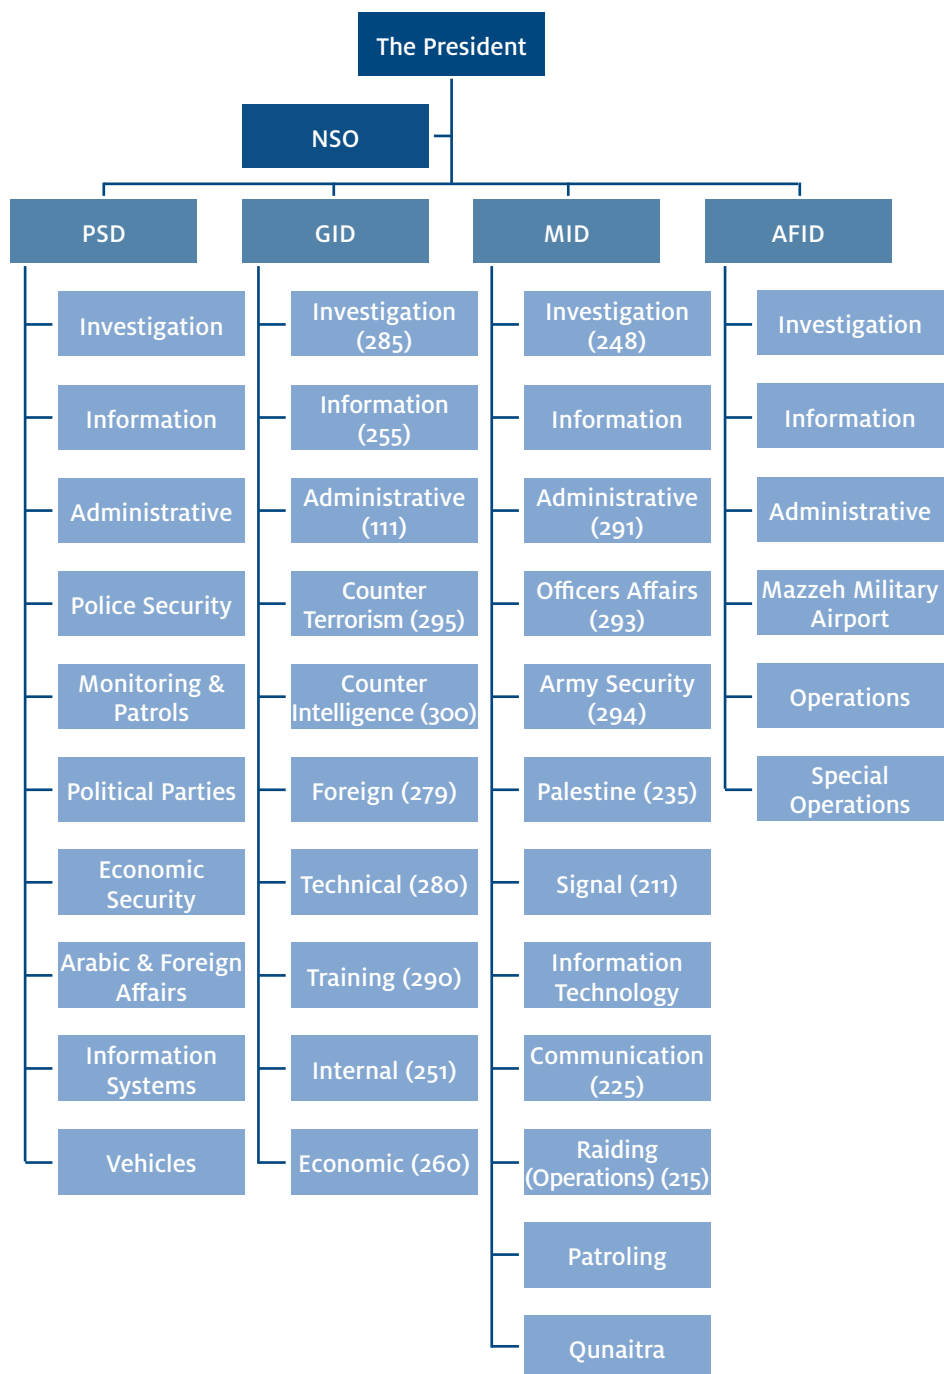 The President
NSO
PSD
GID
MID
AFID
Investigation
Information
Administrative
Police Security
Monitoring &
Patrols
Political Parties
Economic
Security
Arabic & Foreign
Affairs
Information
Systems
Vehicles
Investigation
(285)
Information
(255)
Administrative
(111)
Counter
Terrorism (295)
Counter
Intelligence (300)
Foreign (279)
Technical (280)
Training (290)
Internal (251)
Economic (260)
Investigation
(248)
Information
Administrative
(291)
Officers Affairs
(293)
Army Security
(294)
Palestine (235)
Signal (211)
Information
Technology
Communication
(225)
Raiding
(Operations) (215)
Patroling
Qunaitra
Investigation
Information
Administrative
Mazzeh Military
Airport
Operations
Special
Operations